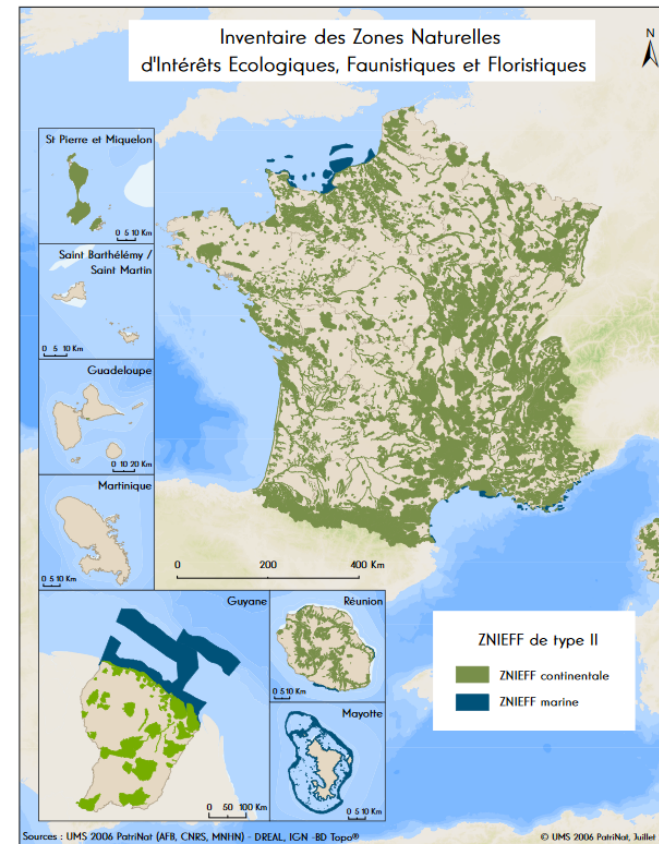 Inventaire des Zones Naturelles
d'Intérêts Ecologiques, Faunistiques et Floristiques
N
St Pierre et Miquelon
0 5 10 Km
Saint Barthélémy /
Saint Martin
0 5 10 Km
Guadeloupe
0 10 20 Km
Martinique
0 5 10 Km
0 200 400 Km
Guyane
0 50 100 Km
Réunion
0 5 10 Km
Mayotte
0 5 10 Km
ZNIEFF de type II
ZNIEFF continentale
ZNIEFF marine
Sources : UMS 2006 PatriNat (AFB, CNRS, MNHN) - DREAL, IGN -BD Topo®
© UMS 2006 PatriNat, Juillet